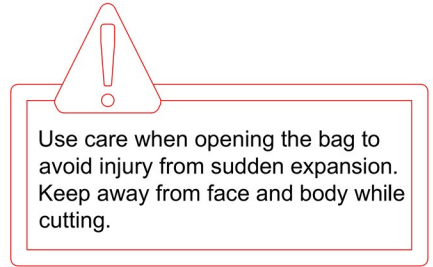 Use care when opening the bag to
avoid injury from sudden expansion.
Keep away from face and body while
cutting.